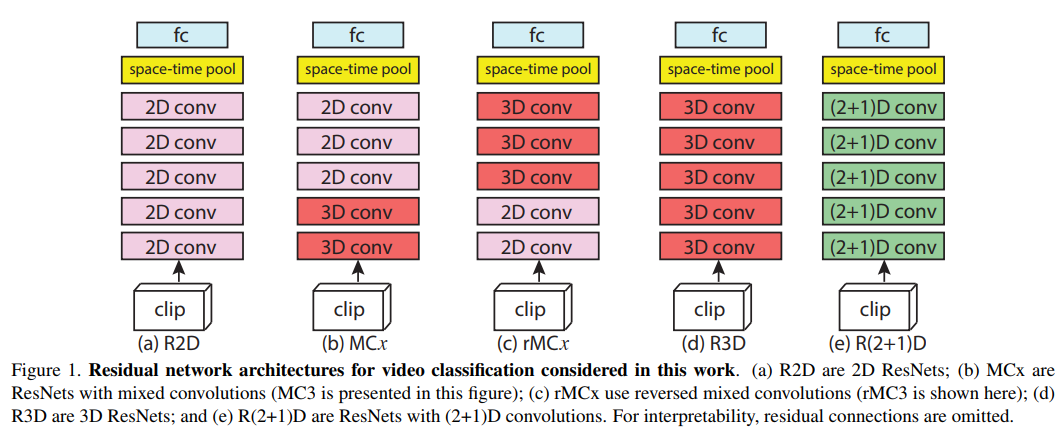 fc fc fc fc fc
space-time pool space-time pool space-time pool space-time pool space-time pool
2D conv 2D conv 3D conv 3D conv (2+1)D conv
2D conv 2D conv 3D conv 3D conv (2+1)D conv
2D conv 2D conv 3D conv 3D conv (2+1)D conv
2D conv 3D conv 2D conv 3D conv (2+1)D conv
2D conv 3D conv 2D conv 3D conv (2+1)D conv
clip clip clip clip clip
(a) R2D (b) MCx (c) rMCx (d) R3D (e) R(2+1)D
Figure 1. Residual network architectures for video classification considered in this work. (a) R2D are 2D ResNets; (b) MCx are
ResNets with mixed convolutions (MC3 is presented in this figure); (c) rMCx use reversed mixed convolutions (rMC3 is shown here); (d)
R3D are 3D ResNets; and (e) R(2+1)D are ResNets with (2+1)D convolutions. For interpretability, residual connections are omitted.